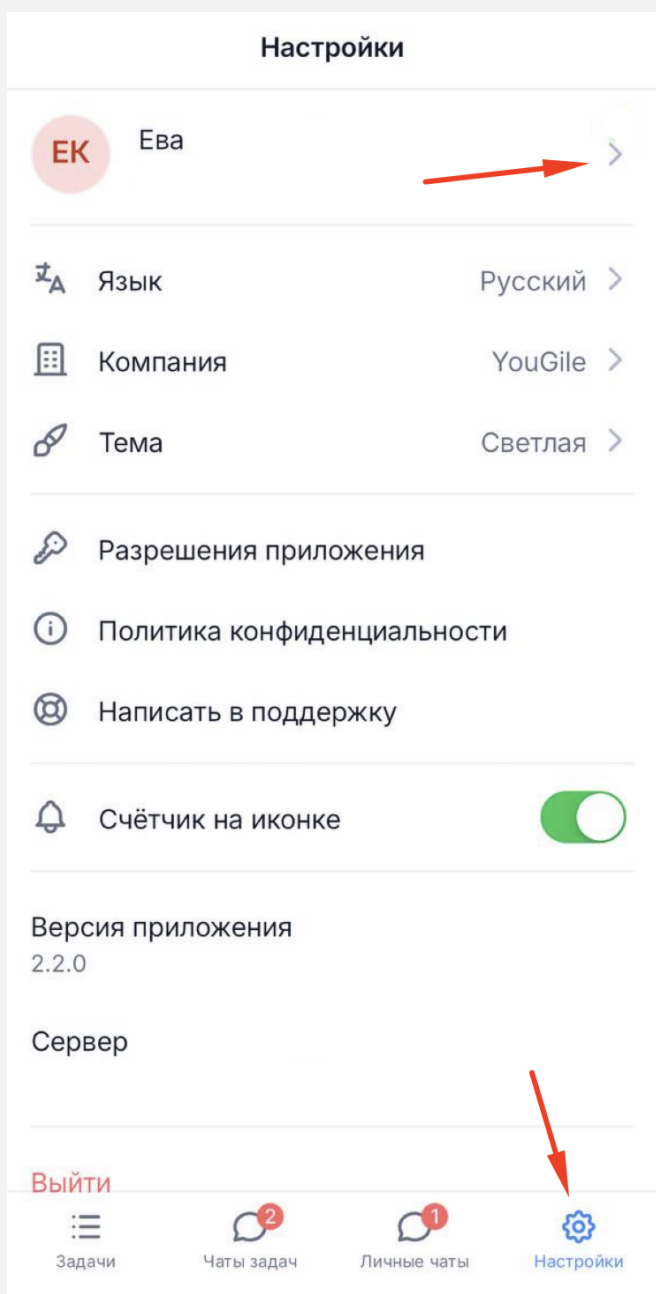 Настройки
ЕК
Ева
Язык
Русский
Компания
YouGile
Тема
Светлая
Разрешения приложения
Политика конфиденциальности
Написать в поддержку
Счётчик на иконке
Версия приложения
2.2.0
Сервер
Выйти
2
1
Задачи
Чаты задач
Личные чаты
Настройки